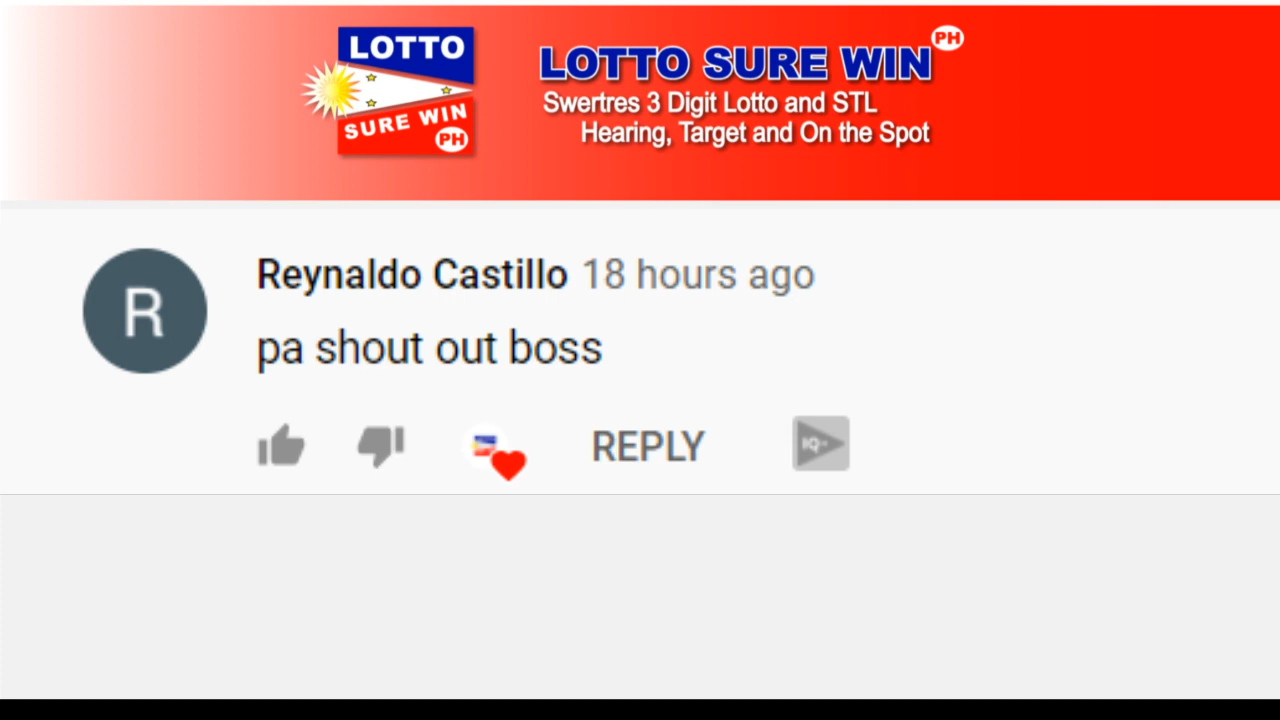 LOTTO
SURE WIN
PH
LOTTO SURE WIN PH
Swertres 3 Digit Lotto and STL
Hearing, Target and On the Spot
R
Reynaldo Castillo 18 hours ago
pa shout out boss
REPLY
IQ